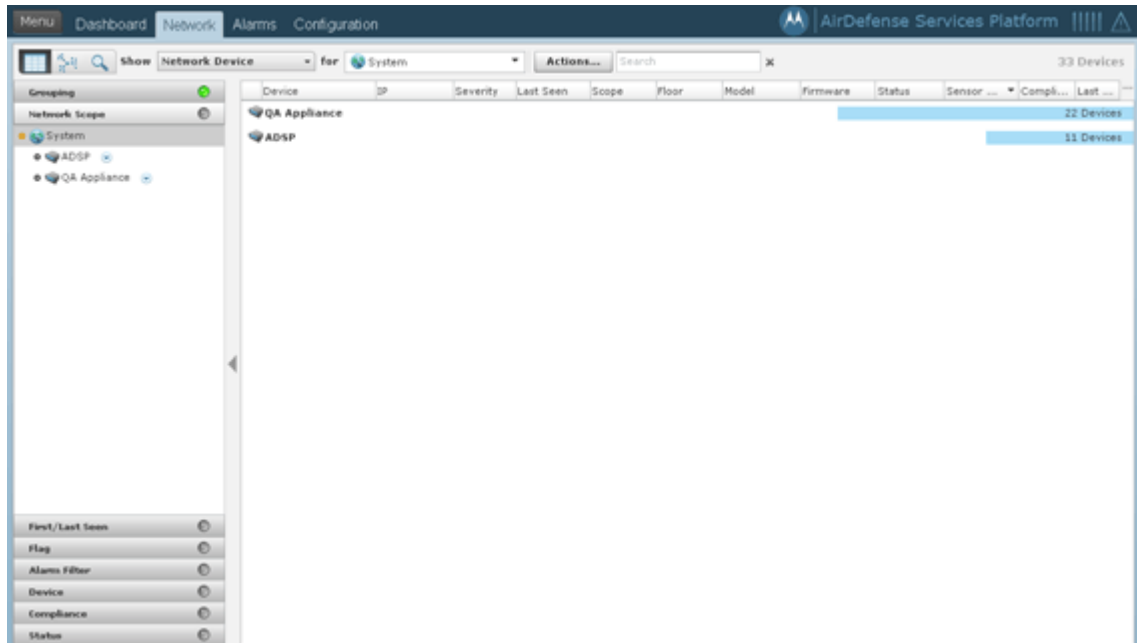 Menu Dashboard Network Alarms Configuration AirDefense Services Platform
Show Network Device for System Actions... Search x 33 Devices
Grouping
Device IP Severity Last Seen Scope Floor Model Firmware Status Sensor ... Compli... Last ...
Network Scope
QA Appliance 22 Devices
System
ADSP 11 Devices
ADSP
QA Appliance
First/Last Seen
Flag
Alarm Filter
Device
Compliance
Status